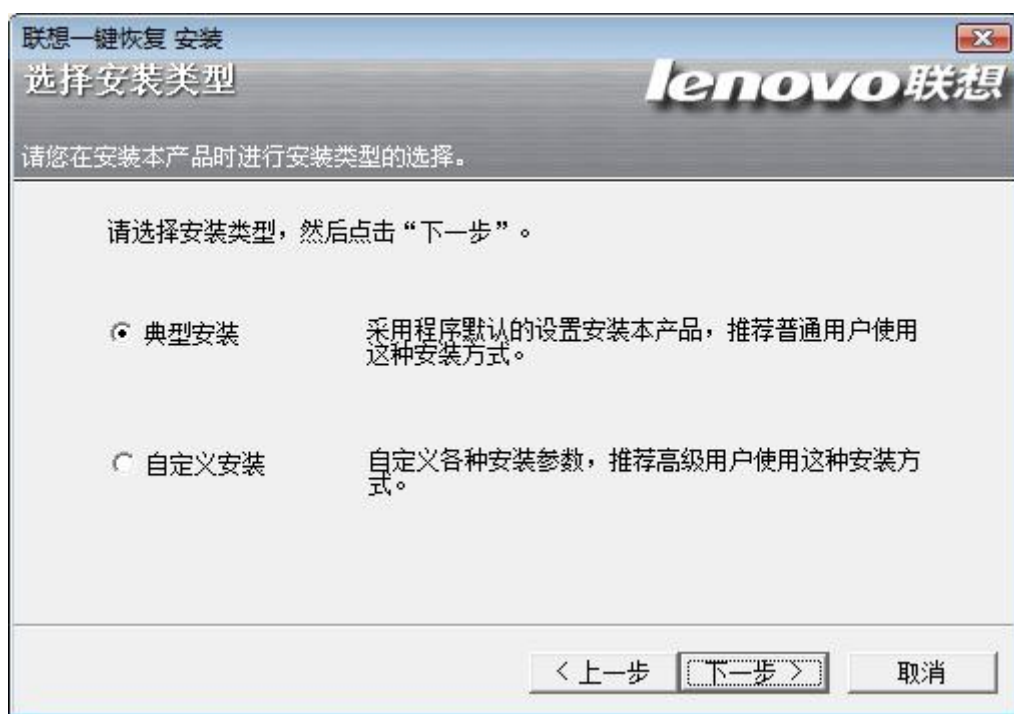 联想一键恢复 安装
选择安装类型
lenovo联想
请您在安装本产品时进行安装类型的选择。
请选择安装类型，然后点击“下一步”。
典型安装
采用程序默认的设置安装本产品，推荐普通用户使用
这种安装方式。
自定义安装
自定义各种安装参数，推荐高级用户使用这种安装方
式。
< 上一步 下一步 > 取消